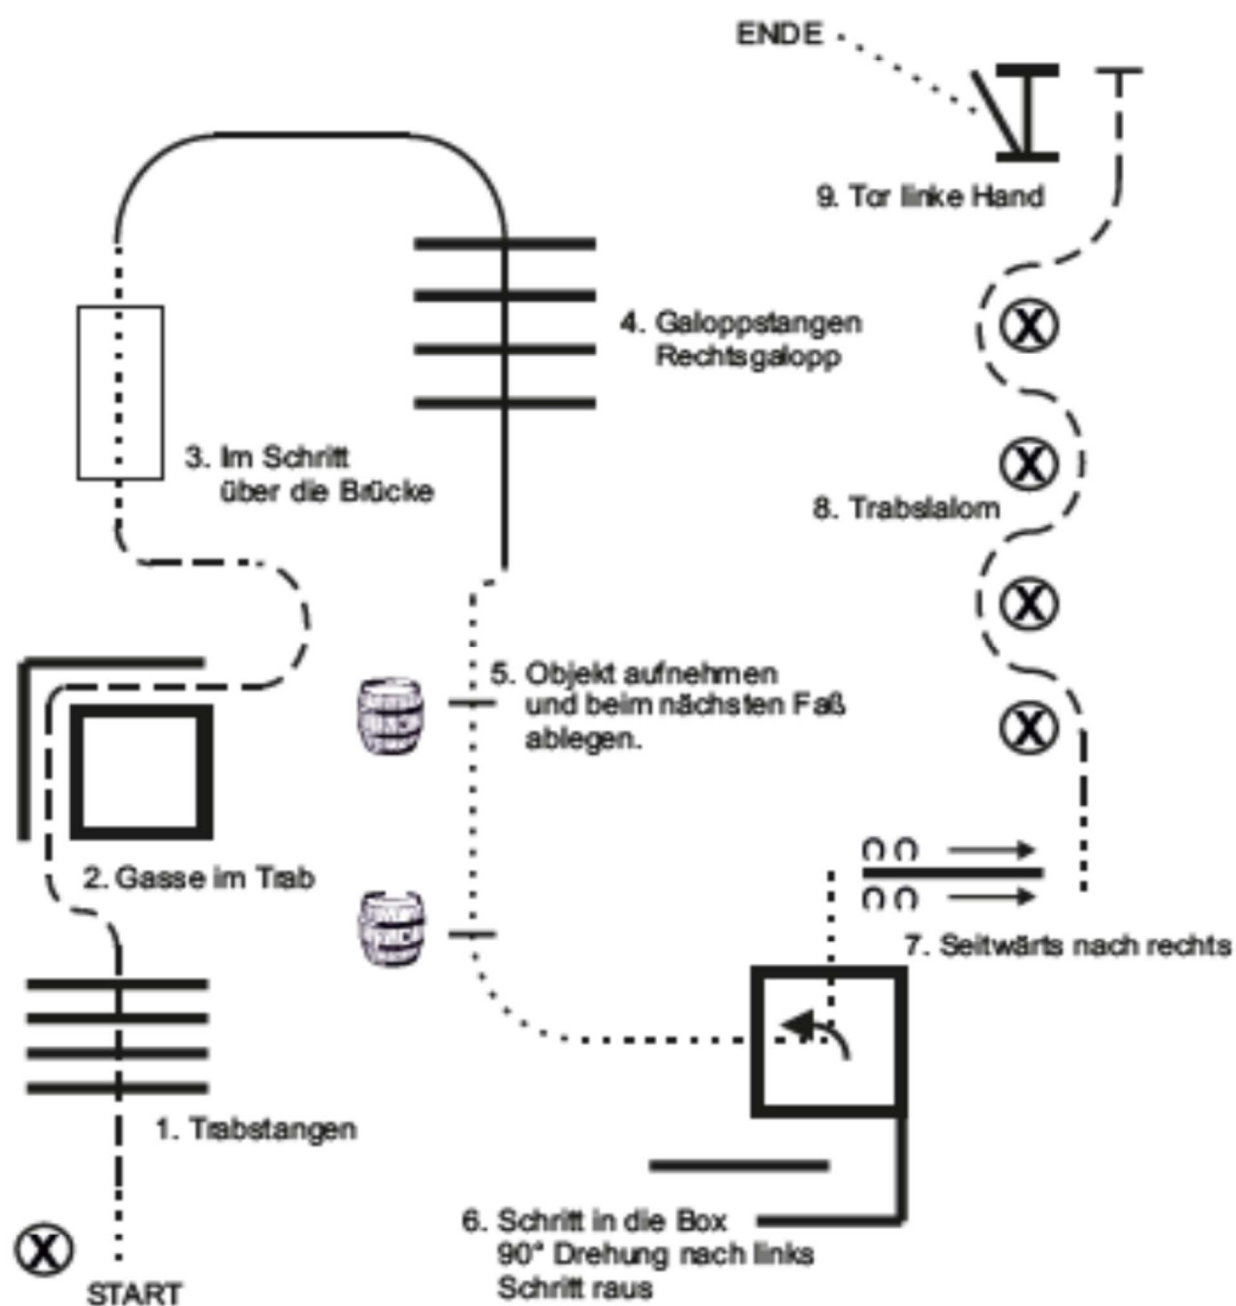 ENDE
9. Tor linke Hand
4. Galoppstangen
Rechtsgalopp
3. Im Schritt
über die Brücke
8. Trabslalom
5. Objekt aufnehmen
und beim nächsten Faß
ablegen.
2. Gasse im Trab
7. Seitwärts nach rechts
1. Trabstangen
6. Schritt in die Box
90° Drehung nach links
Schritt raus
START
X
X
X
X
X